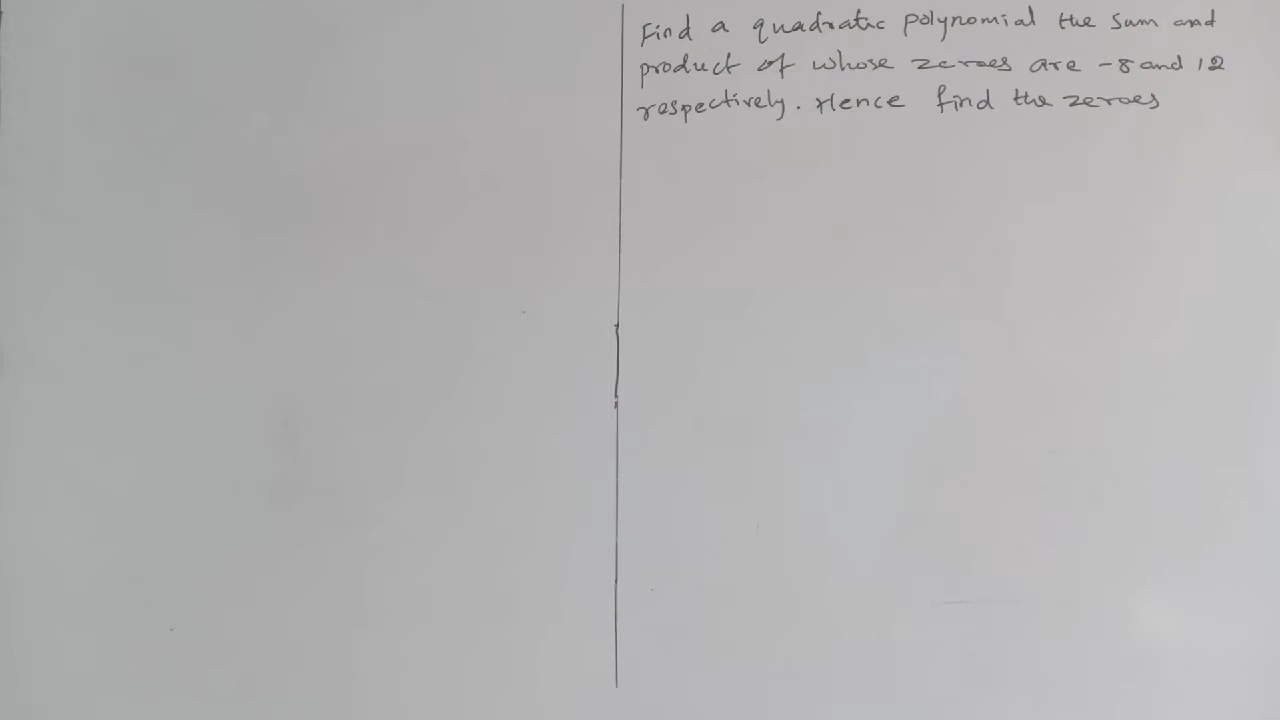 Find a quadratic polynomial the sum and
product of whose zeroes are -8 and 12
respectively. Hence find the zeroes